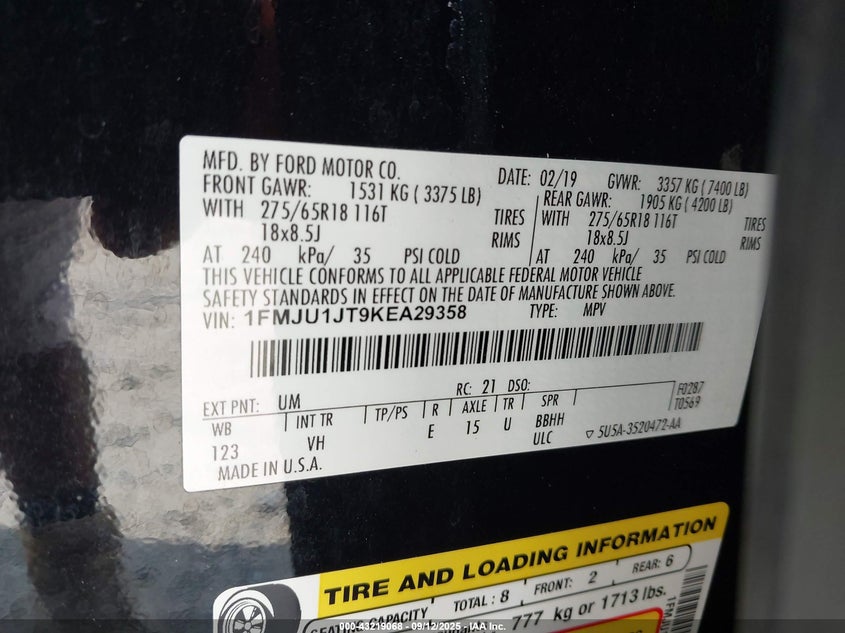 MFD. BY FORD MOTOR CO. DATE: 02/19 GVWR: 3357 KG ( 7400 LB)
FRONT GAWR: 1531 KG ( 3375 LB) REAR GAWR: 1905 KG ( 4200 LB)
WITH 275/65R18 116T TIRES WITH 275/65R18 116T TIRES
18x8.5J RIMS 18x8.5J RIMS
AT 240 kPa/ 35 PSI COLD AT 240 kPa/ 35 PSI COLD
THIS VEHICLE CONFORMS TO ALL APPLICABLE FEDERAL MOTOR VEHICLE
SAFETY STANDARDS IN EFFECT ON THE DATE OF MANUFACTURE SHOWN ABOVE.
VIN: 1FMJU1JT9KEA29358 TYPE: MPV
EXT PNT: UM RC: 21 DSO: F0287
WB INT TR TP/PS R AXLE TR SPR T0569
123 VH E 15 U BBHH
ULC 5U5A-3520472-AA
MADE IN U.S.A.
TIRE AND LOADING INFORMATION
SEATING CAPACITY TOTAL : 8 FRONT: 2 REAR: 6
777 kg or 1713 lbs.
000-43219068 - 09/12/2025 - IAAI, Inc.